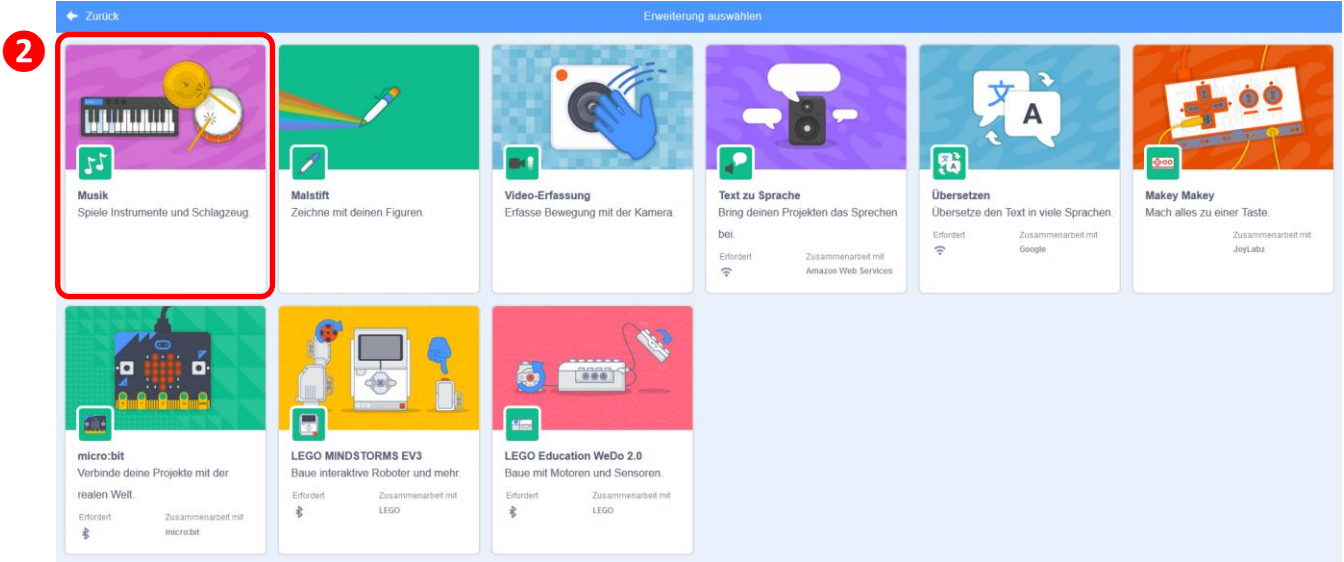 2
Zurück
Erweiterung auswählen
A
Musik
Spiele Instrumente und Schlagzeug.
Malstift
Zeichne mit deinen Figuren.
Video-Erfassung
Erfasse Bewegung mit der Kamera.
Text zu Sprache
Bring deinen Projekten das Sprechen
bei.
Erfordert
Zusammenarbeit mit
Amazon Web Services
文
A
Übersetzen
Übersetze den Text in viele Sprachen.
Erfordert
Zusammenarbeit mit
Google
Makey Makey
Mach alles zu einer Taste.
Zusammenarbeit mit
JoyLabz
micro:bit
Verbinde deine Projekte mit der
realen Welt.
Erfordert
Zusammenarbeit mit
micro:bit
LEGO MINDSTORMS EV3
Baue interaktive Roboter und mehr.
Erfordert
Zusammenarbeit mit
LEGO
LEGO Education WeDo 2.0
Baue mit Motoren und Sensoren.
Erfordert
Zusammenarbeit mit
LEGO